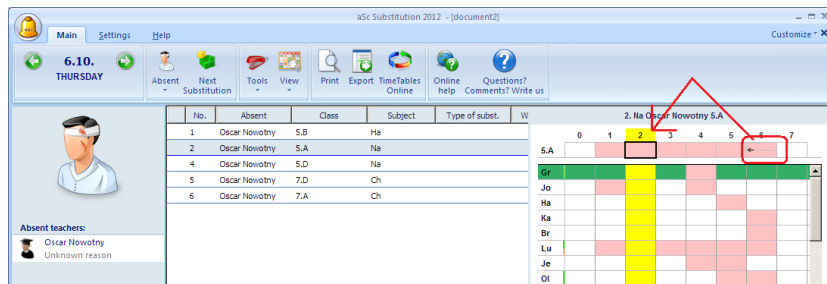 aSc Substitution 2012 - [document2]
Main Settings Help Customize
6.10.
THURSDAY
Absent Next Substitution Tools View Print Export TimeTables Online Online help Questions? Comments? Write us
No. Absent Class Subject Type of subst. W
1 Oscar Nowotny 5.B Ha
2 Oscar Nowotny 5.A Na
4 Oscar Nowotny 5.D Na
5 Oscar Nowotny 7.D Ch
6 Oscar Nowotny 7.A Ch
Absent teachers:
Oscar Nowotny
Unknown reason
2. Na Oscar Nowotny 5.A
0 1 2 3 4 5 6 7
5.A
Gr
Jo
Ha
Ka
Br
Lu
Je
Ol